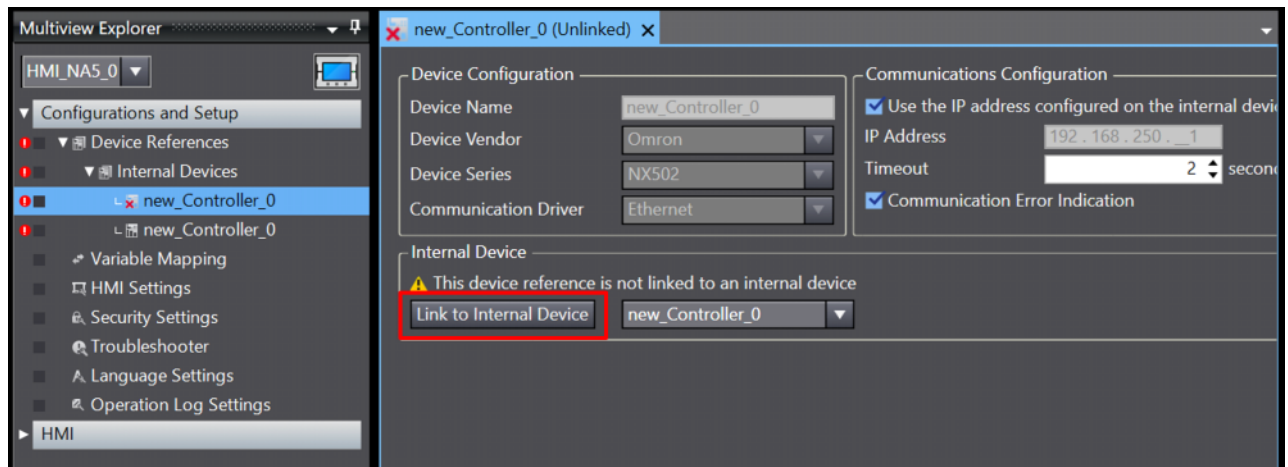 Multiview Explorer
HMI_NA5_0
Configurations and Setup
Device References
Internal Devices
new_Controller_0
new_Controller_0
Variable Mapping
HMI Settings
Security Settings
Troubleshooter
Language Settings
Operation Log Settings
HMI
new_Controller_0 (Unlinked)
Device Configuration
Device Name new_Controller_0
Device Vendor Omron
Device Series NX502
Communication Driver Ethernet
Communications Configuration
Use the IP address configured on the internal devi
IP Address 192 . 168 . 250 . __1
Timeout 2 secon
Communication Error Indication
Internal Device
This device reference is not linked to an internal device
Link to Internal Device new_Controller_0